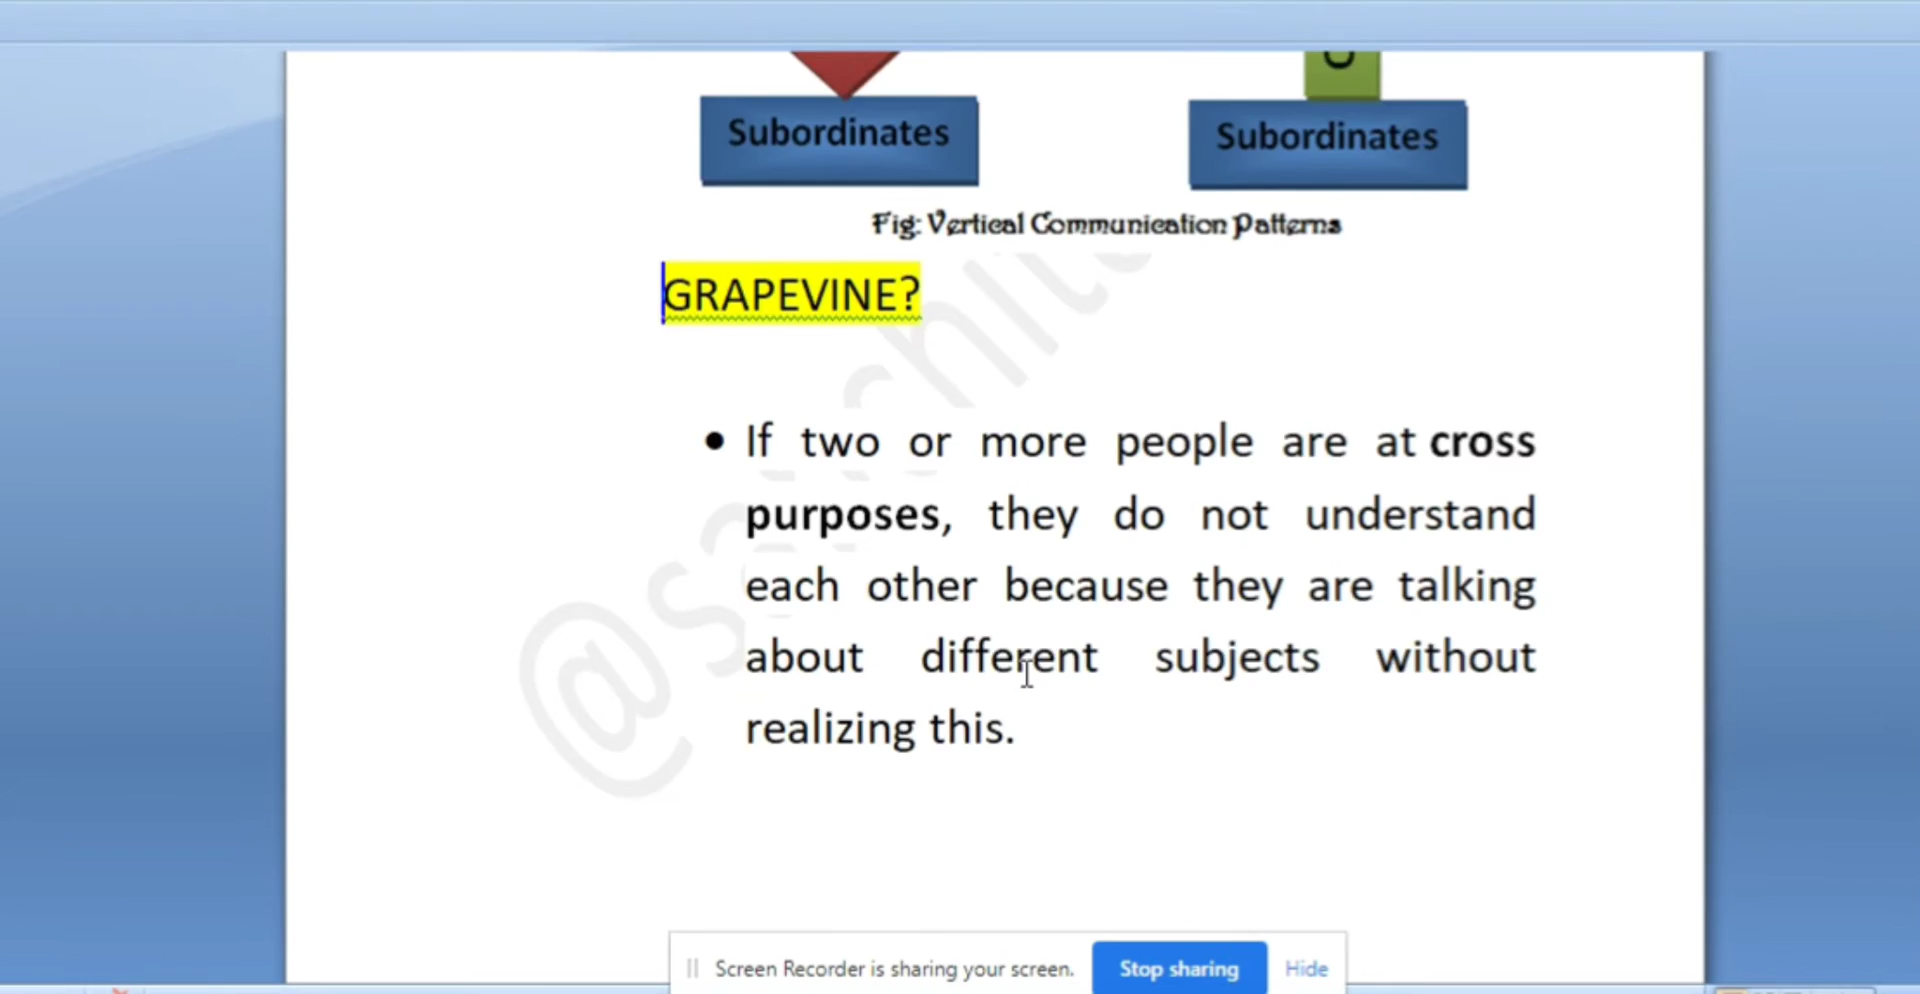 Subordinates
Subordinates
Fig: Vertical Communication Patterns
GRAPEVINE?
• If two or more people are at cross
purposes, they do not understand
each other because they are talking
about different subjects without
realizing this.
Screen Recorder is sharing your screen.
Stop sharing
Hide